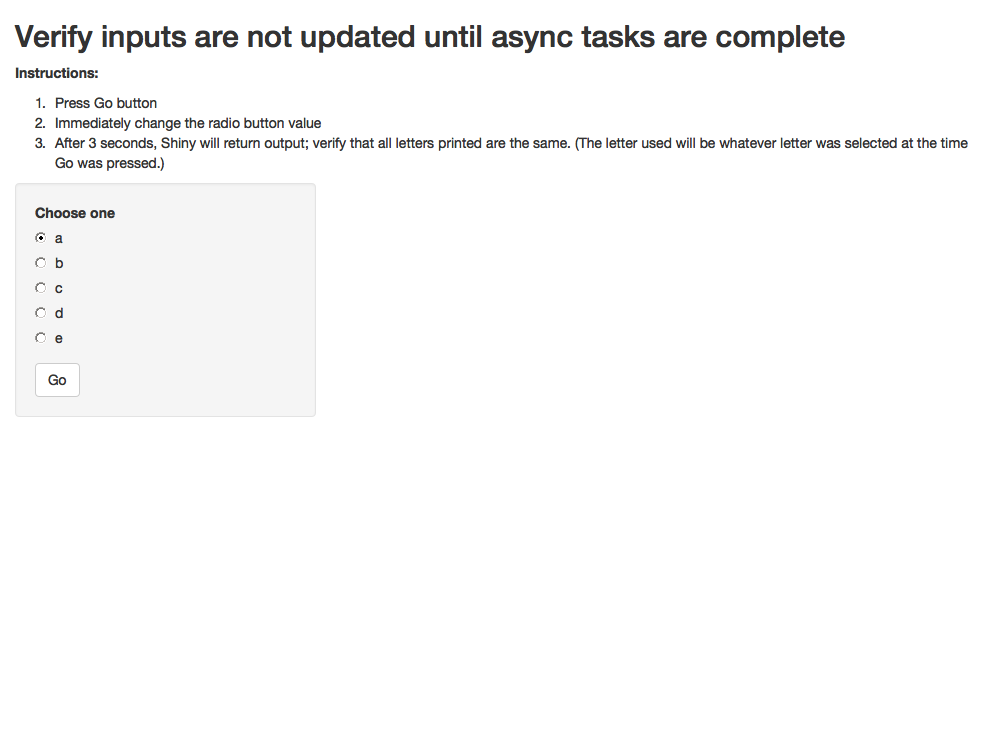 Verify inputs are not updated until async tasks are complete
Instructions:
1. Press Go button
2. Immediately change the radio button value
3. After 3 seconds, Shiny will return output; verify that all letters printed are the same. (The letter used will be whatever letter was selected at the time
Go was pressed.)
Choose one
a
b
c
d
e
Go